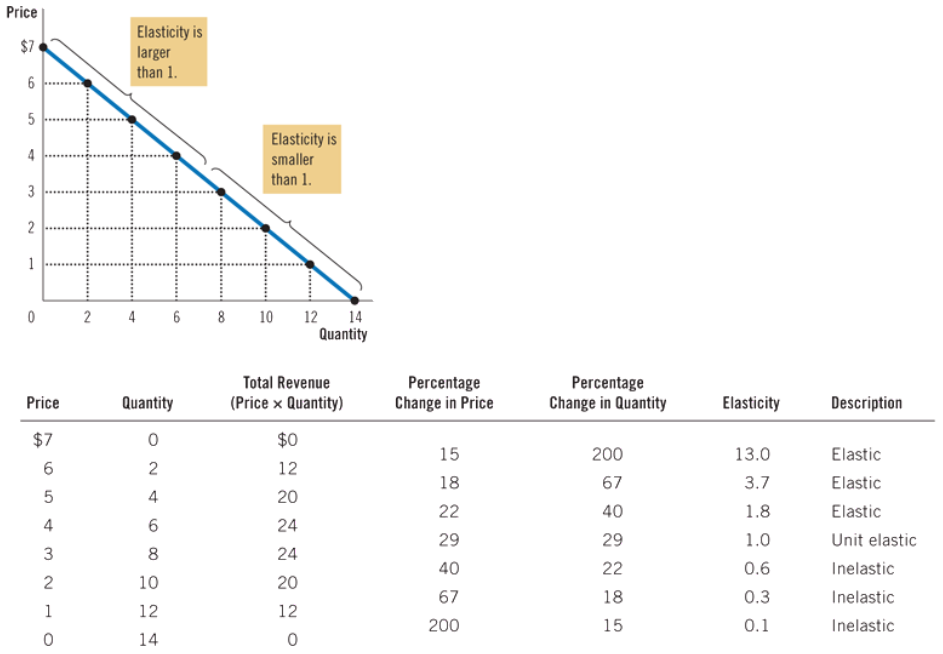 Price
$7
Elasticity is
larger
than 1.
6
5
4
Elasticity is
smaller
than 1.
3
2
1
0 2 4 6 8 10 12 14
Quantity
Total Revenue Percentage Percentage
Price Quantity (Price × Quantity) Change in Price Change in Quantity Elasticity Description
$7 0 $0
15 200 13.0 Elastic
6 2 12
18 67 3.7 Elastic
5 4 20
22 40 1.8 Elastic
4 6 24
29 29 1.0 Unit elastic
3 8 24
40 22 0.6 Inelastic
2 10 20
67 18 0.3 Inelastic
1 12 12
200 15 0.1 Inelastic
0 14 0